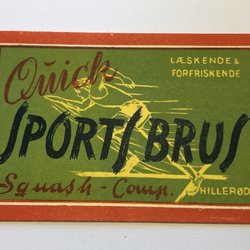 Quick
LÆSKENDE &
FORFRISKENDE
SPORTSBRUS
Squash-Comp.
HILLERØD